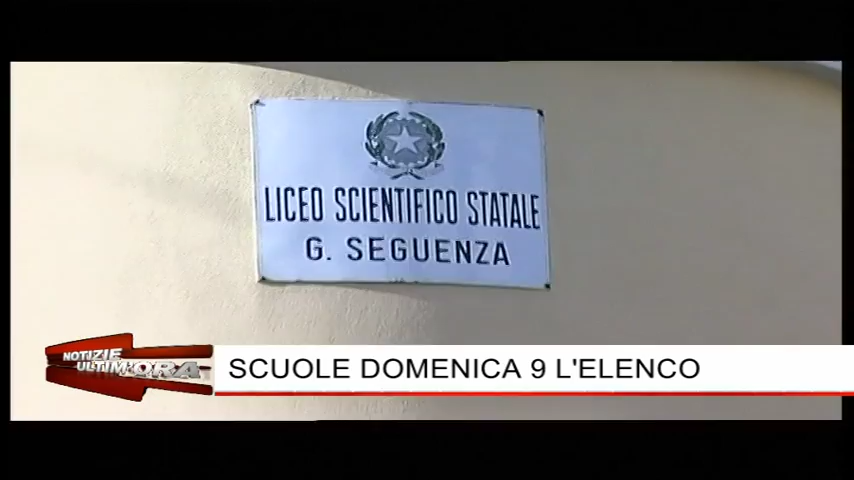 LICEO SCIENTIFICO STATALE
G. SEGUENZA
NOTIZIE
ULTIM'ORA
SCUOLE DOMENICA 9 L'ELENCO